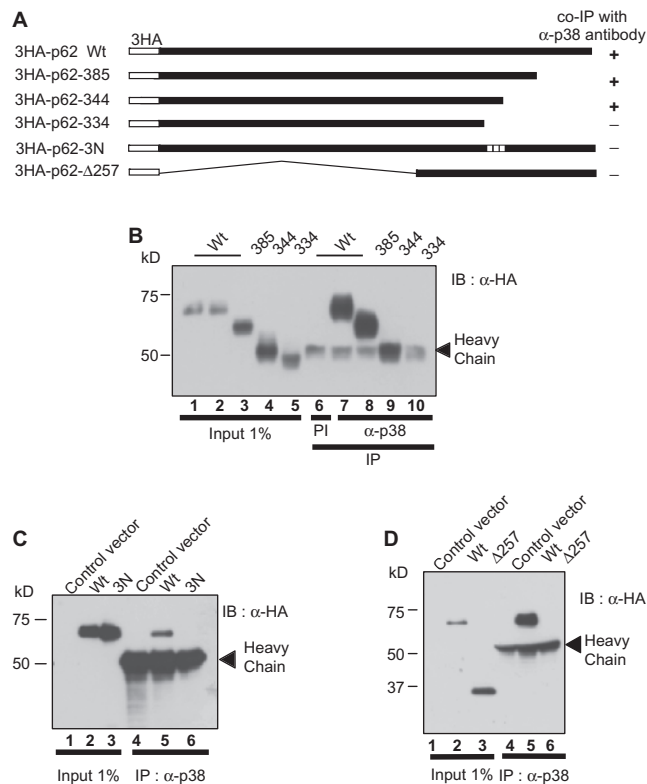 A
co-IP with
α-p38 antibody
3HA
3HA-p62 Wt +
3HA-p62-385 +
3HA-p62-344 +
3HA-p62-334 –
3HA-p62-3N –
3HA-p62-Δ257 –
B
Wt 385 344 334 Wt 385 344 334
kD
IB : α-HA
75
50
Heavy
Chain
1 2 3 4 5 6 7 8 9 10
Input 1% PI α-p38
IP
C
Control vector Wt 3N Control vector Wt 3N
kD
IB : α-HA
75
50
Heavy
Chain
1 2 3 4 5 6
Input 1% IP : α-p38
D
Control vector Wt Δ257 Control vector Wt Δ257
kD
IB : α-HA
75
50
37
Heavy
Chain
1 2 3 4 5 6
Input 1% IP : α-p38